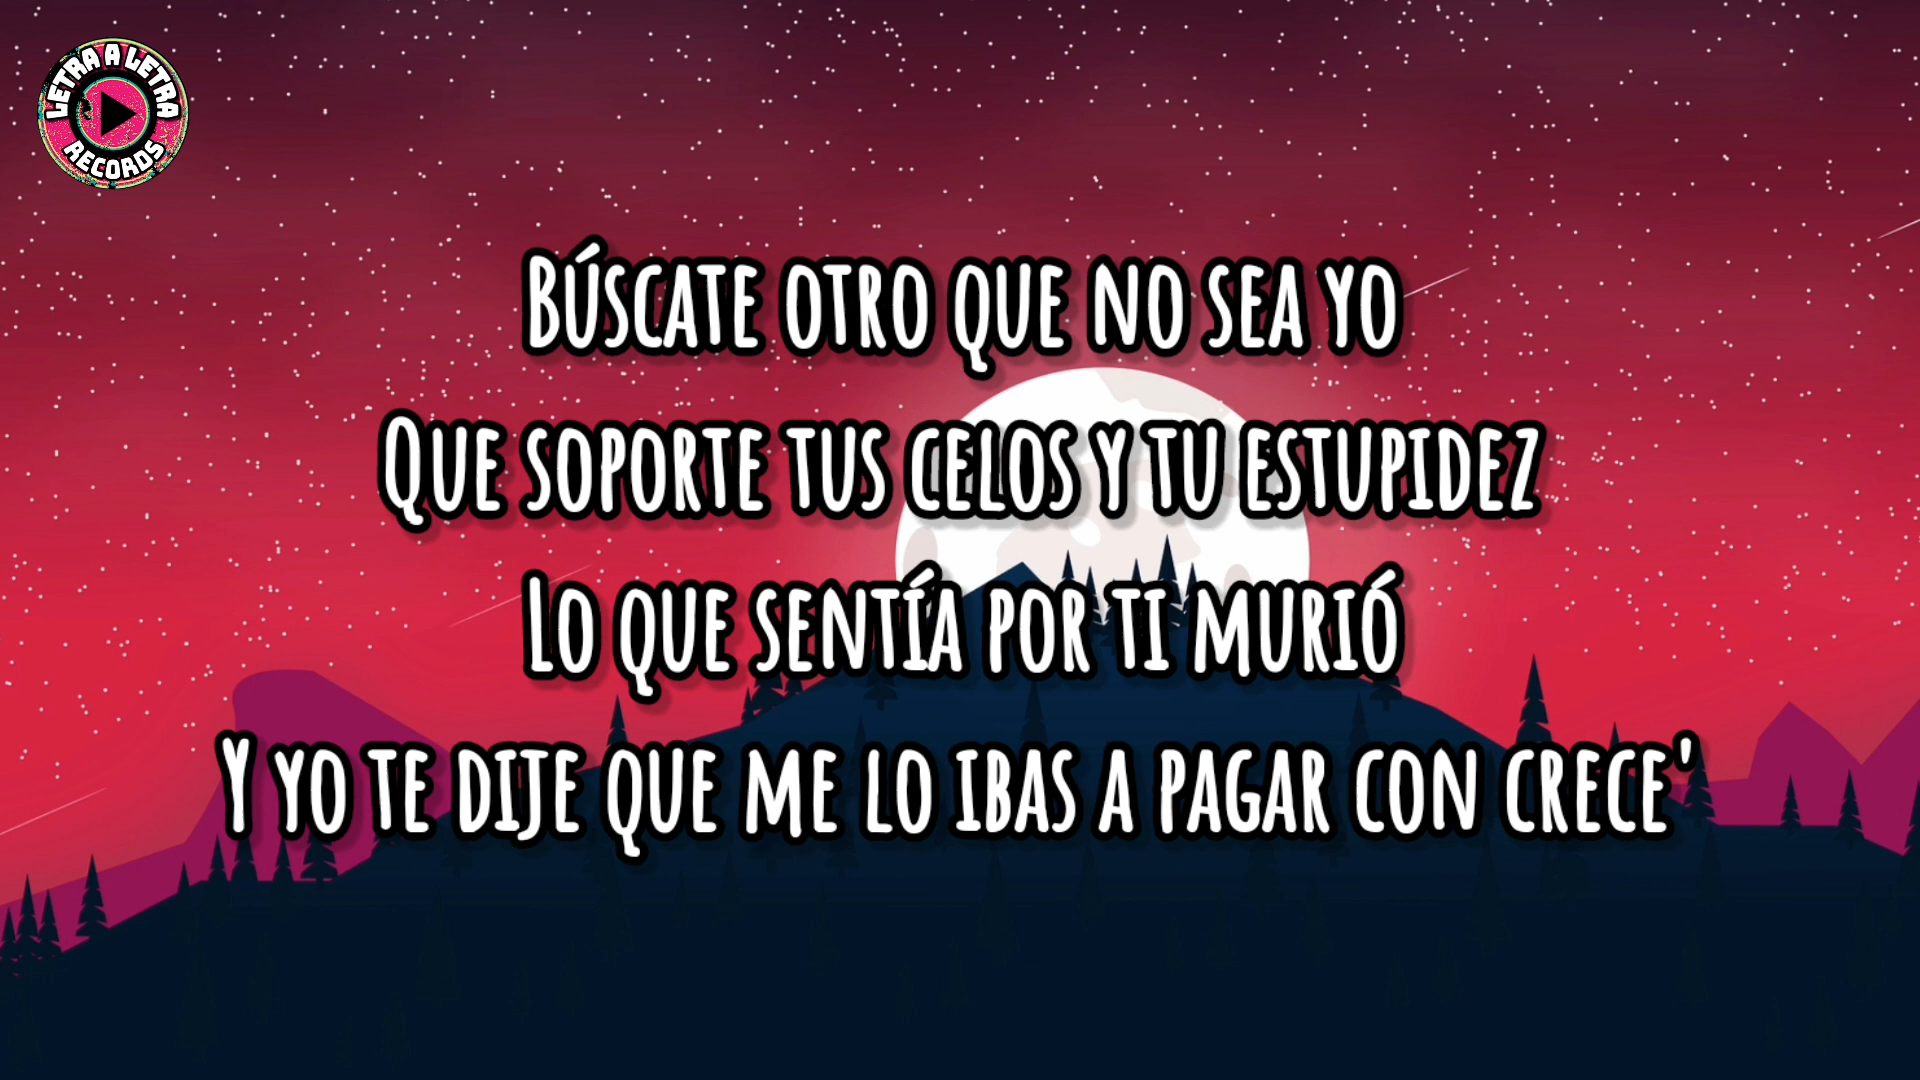 LETRA A LETRA
RECORDS
Búscate otro que no sea yo
Que soporte tus celos y tu estupidez
Lo que sentía por ti murió
Y yo te dije que me lo ibas a pagar con crece'